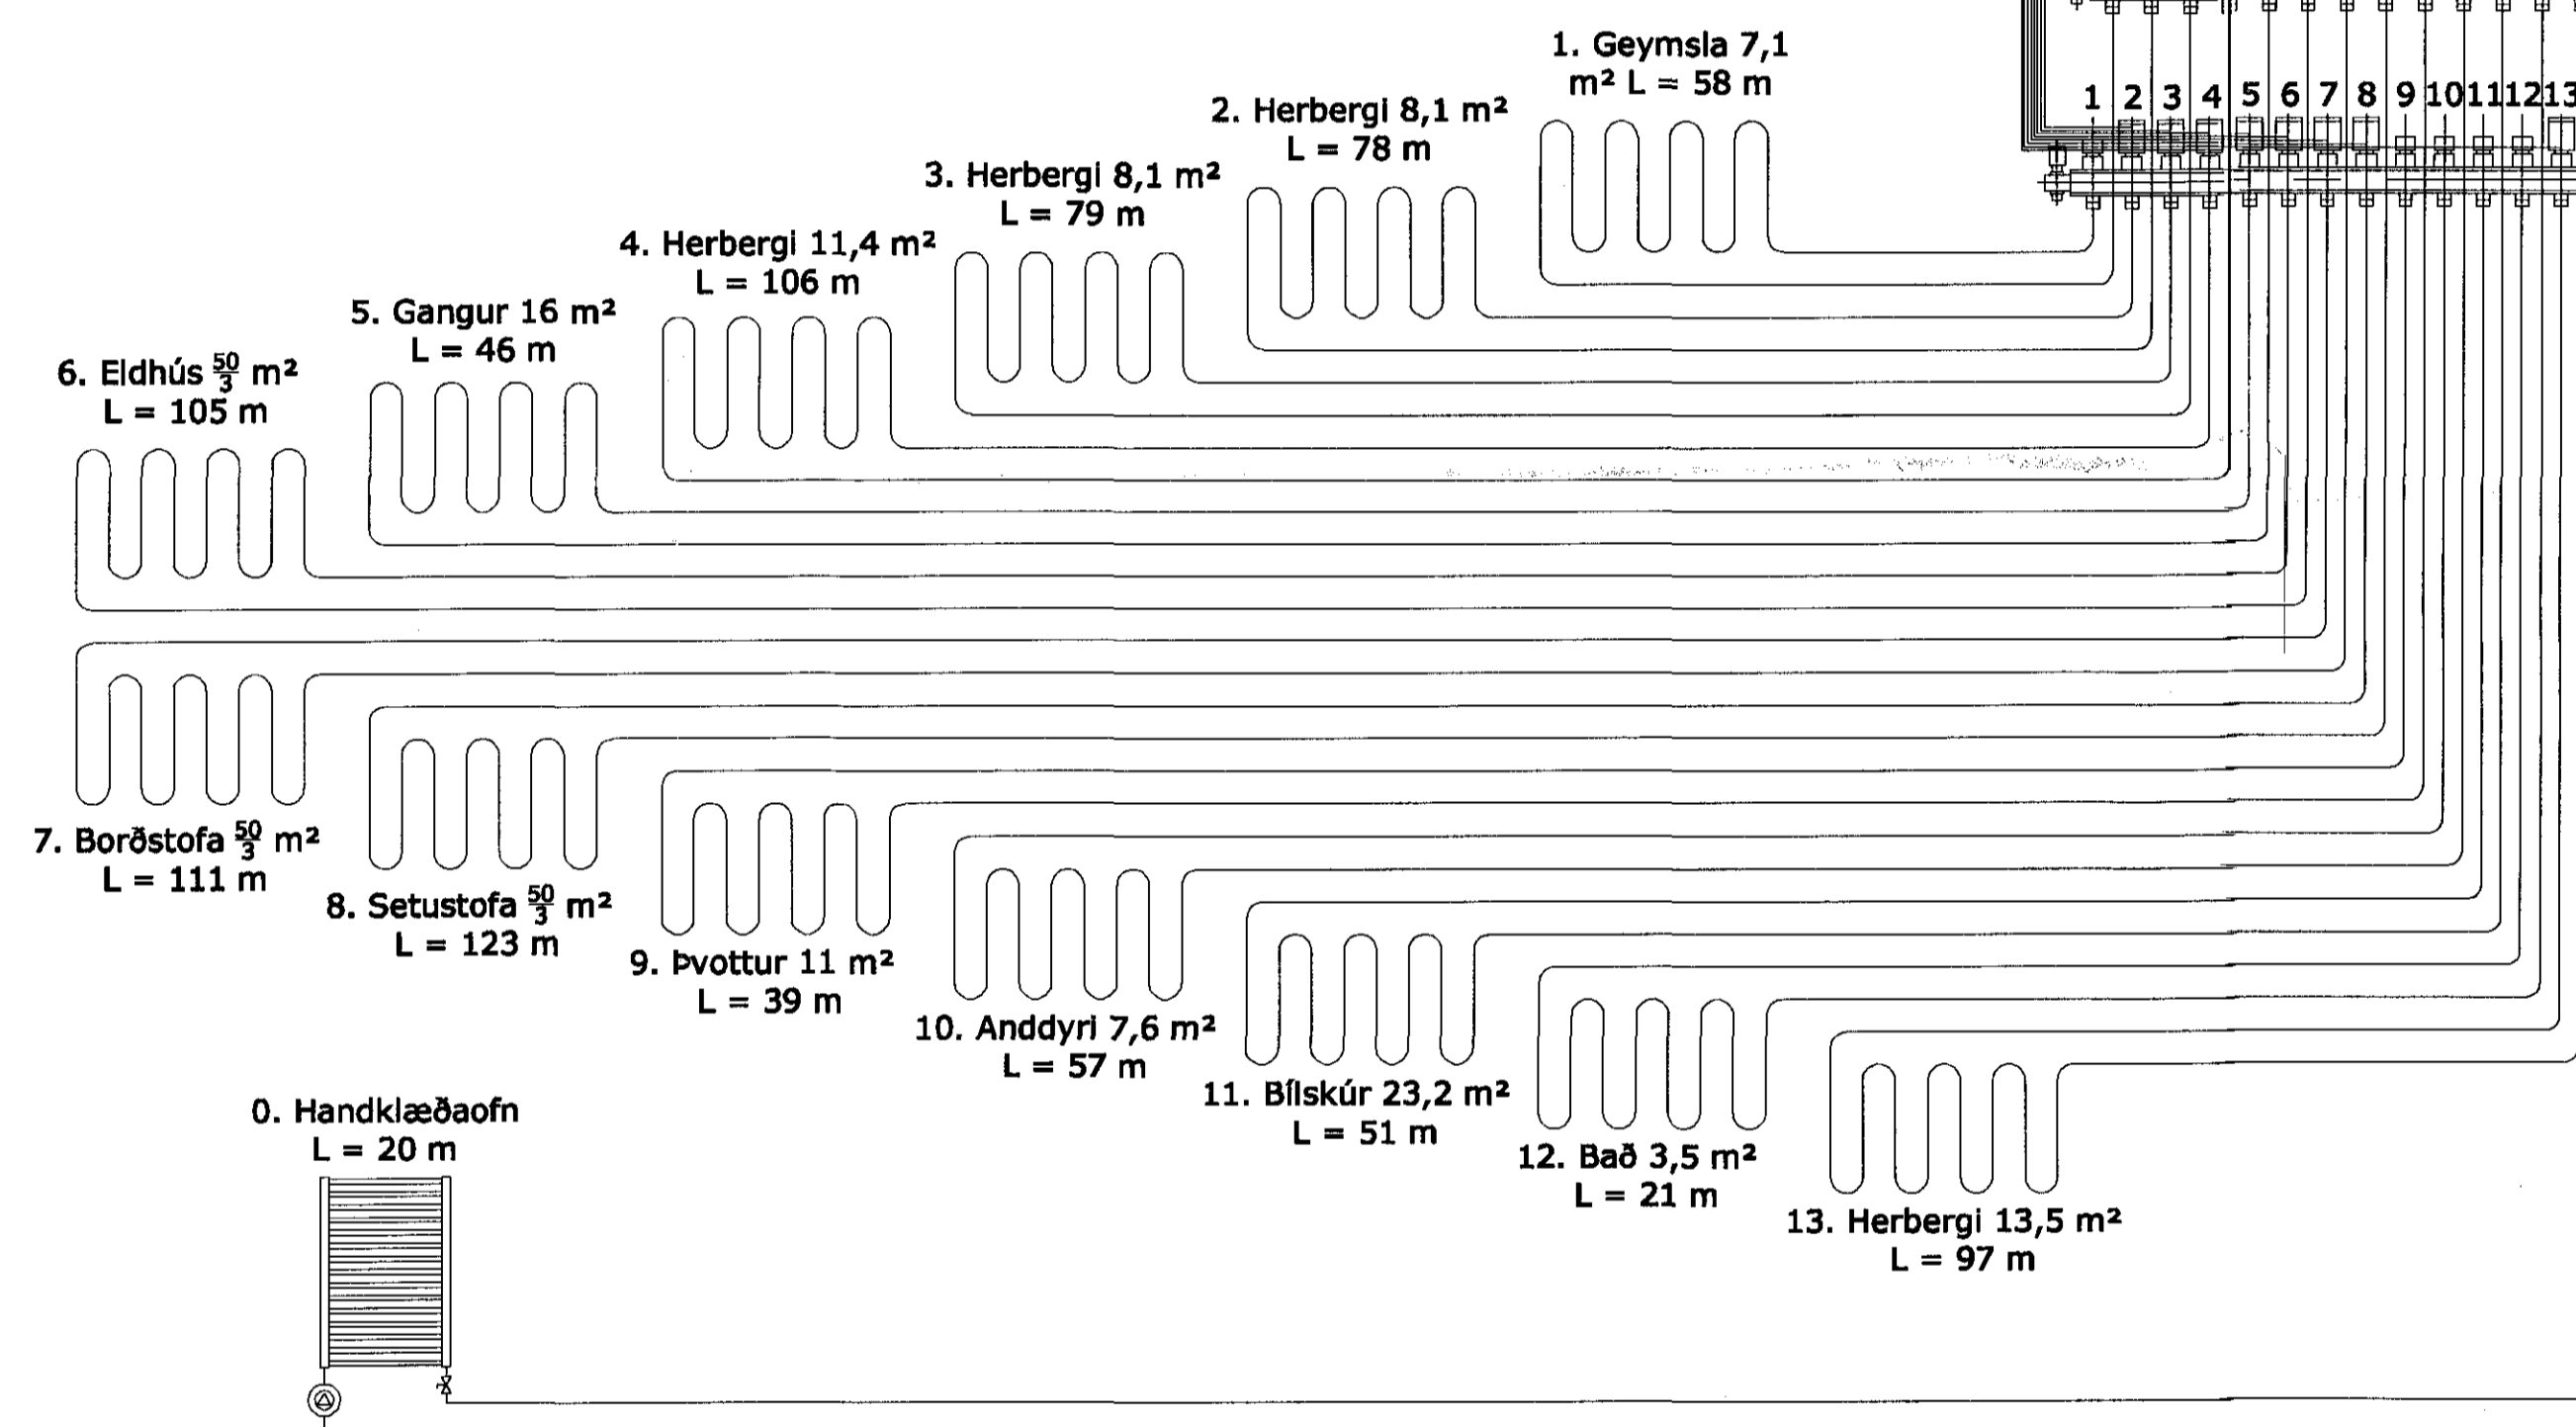 1. Geymsla 7,1
m² L = 58 m
2. Herbergi 8,1 m²
L = 78 m
3. Herbergi 8,1 m²
L = 79 m
4. Herbergi 11,4 m²
L = 106 m
5. Gangur 16 m²
L = 46 m
6. Eldhús 50/3 m²
L = 105 m
1 2 3 4 5 6 7 8 9 10 11 12 13
7. Borðstofa 50/3 m²
L = 111 m
8. Setustofa 50/3 m²
L = 123 m
9. Þvottur 11 m²
L = 39 m
10. Anddyri 7,6 m²
L = 57 m
11. Bílskúr 23,2 m²
L = 51 m
12. Bað 3,5 m²
L = 21 m
13. Herbergi 13,5 m²
L = 97 m
0. Handklæðaofn
L = 20 m